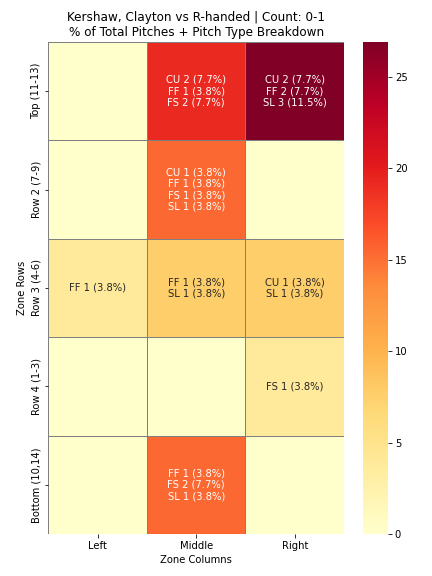 Kershaw, Clayton vs R-handed | Count: 0-1
% of Total Pitches + Pitch Type Breakdown
Zone Rows
Top (11-13)
CU 2 (7.7%)
FF 1 (3.8%)
FS 2 (7.7%)
CU 2 (7.7%)
FF 2 (7.7%)
SL 3 (11.5%)
Row 2 (7-9)
CU 1 (3.8%)
FF 1 (3.8%)
FS 1 (3.8%)
SL 1 (3.8%)
Row 3 (4-6)
FF 1 (3.8%)
FF 1 (3.8%)
SL 1 (3.8%)
CU 1 (3.8%)
SL 1 (3.8%)
Row 4 (1-3)
FS 1 (3.8%)
Bottom (10,14)
FF 1 (3.8%)
FS 2 (7.7%)
SL 1 (3.8%)
Left Middle Right
Zone Columns
25
20
15
10
5
0